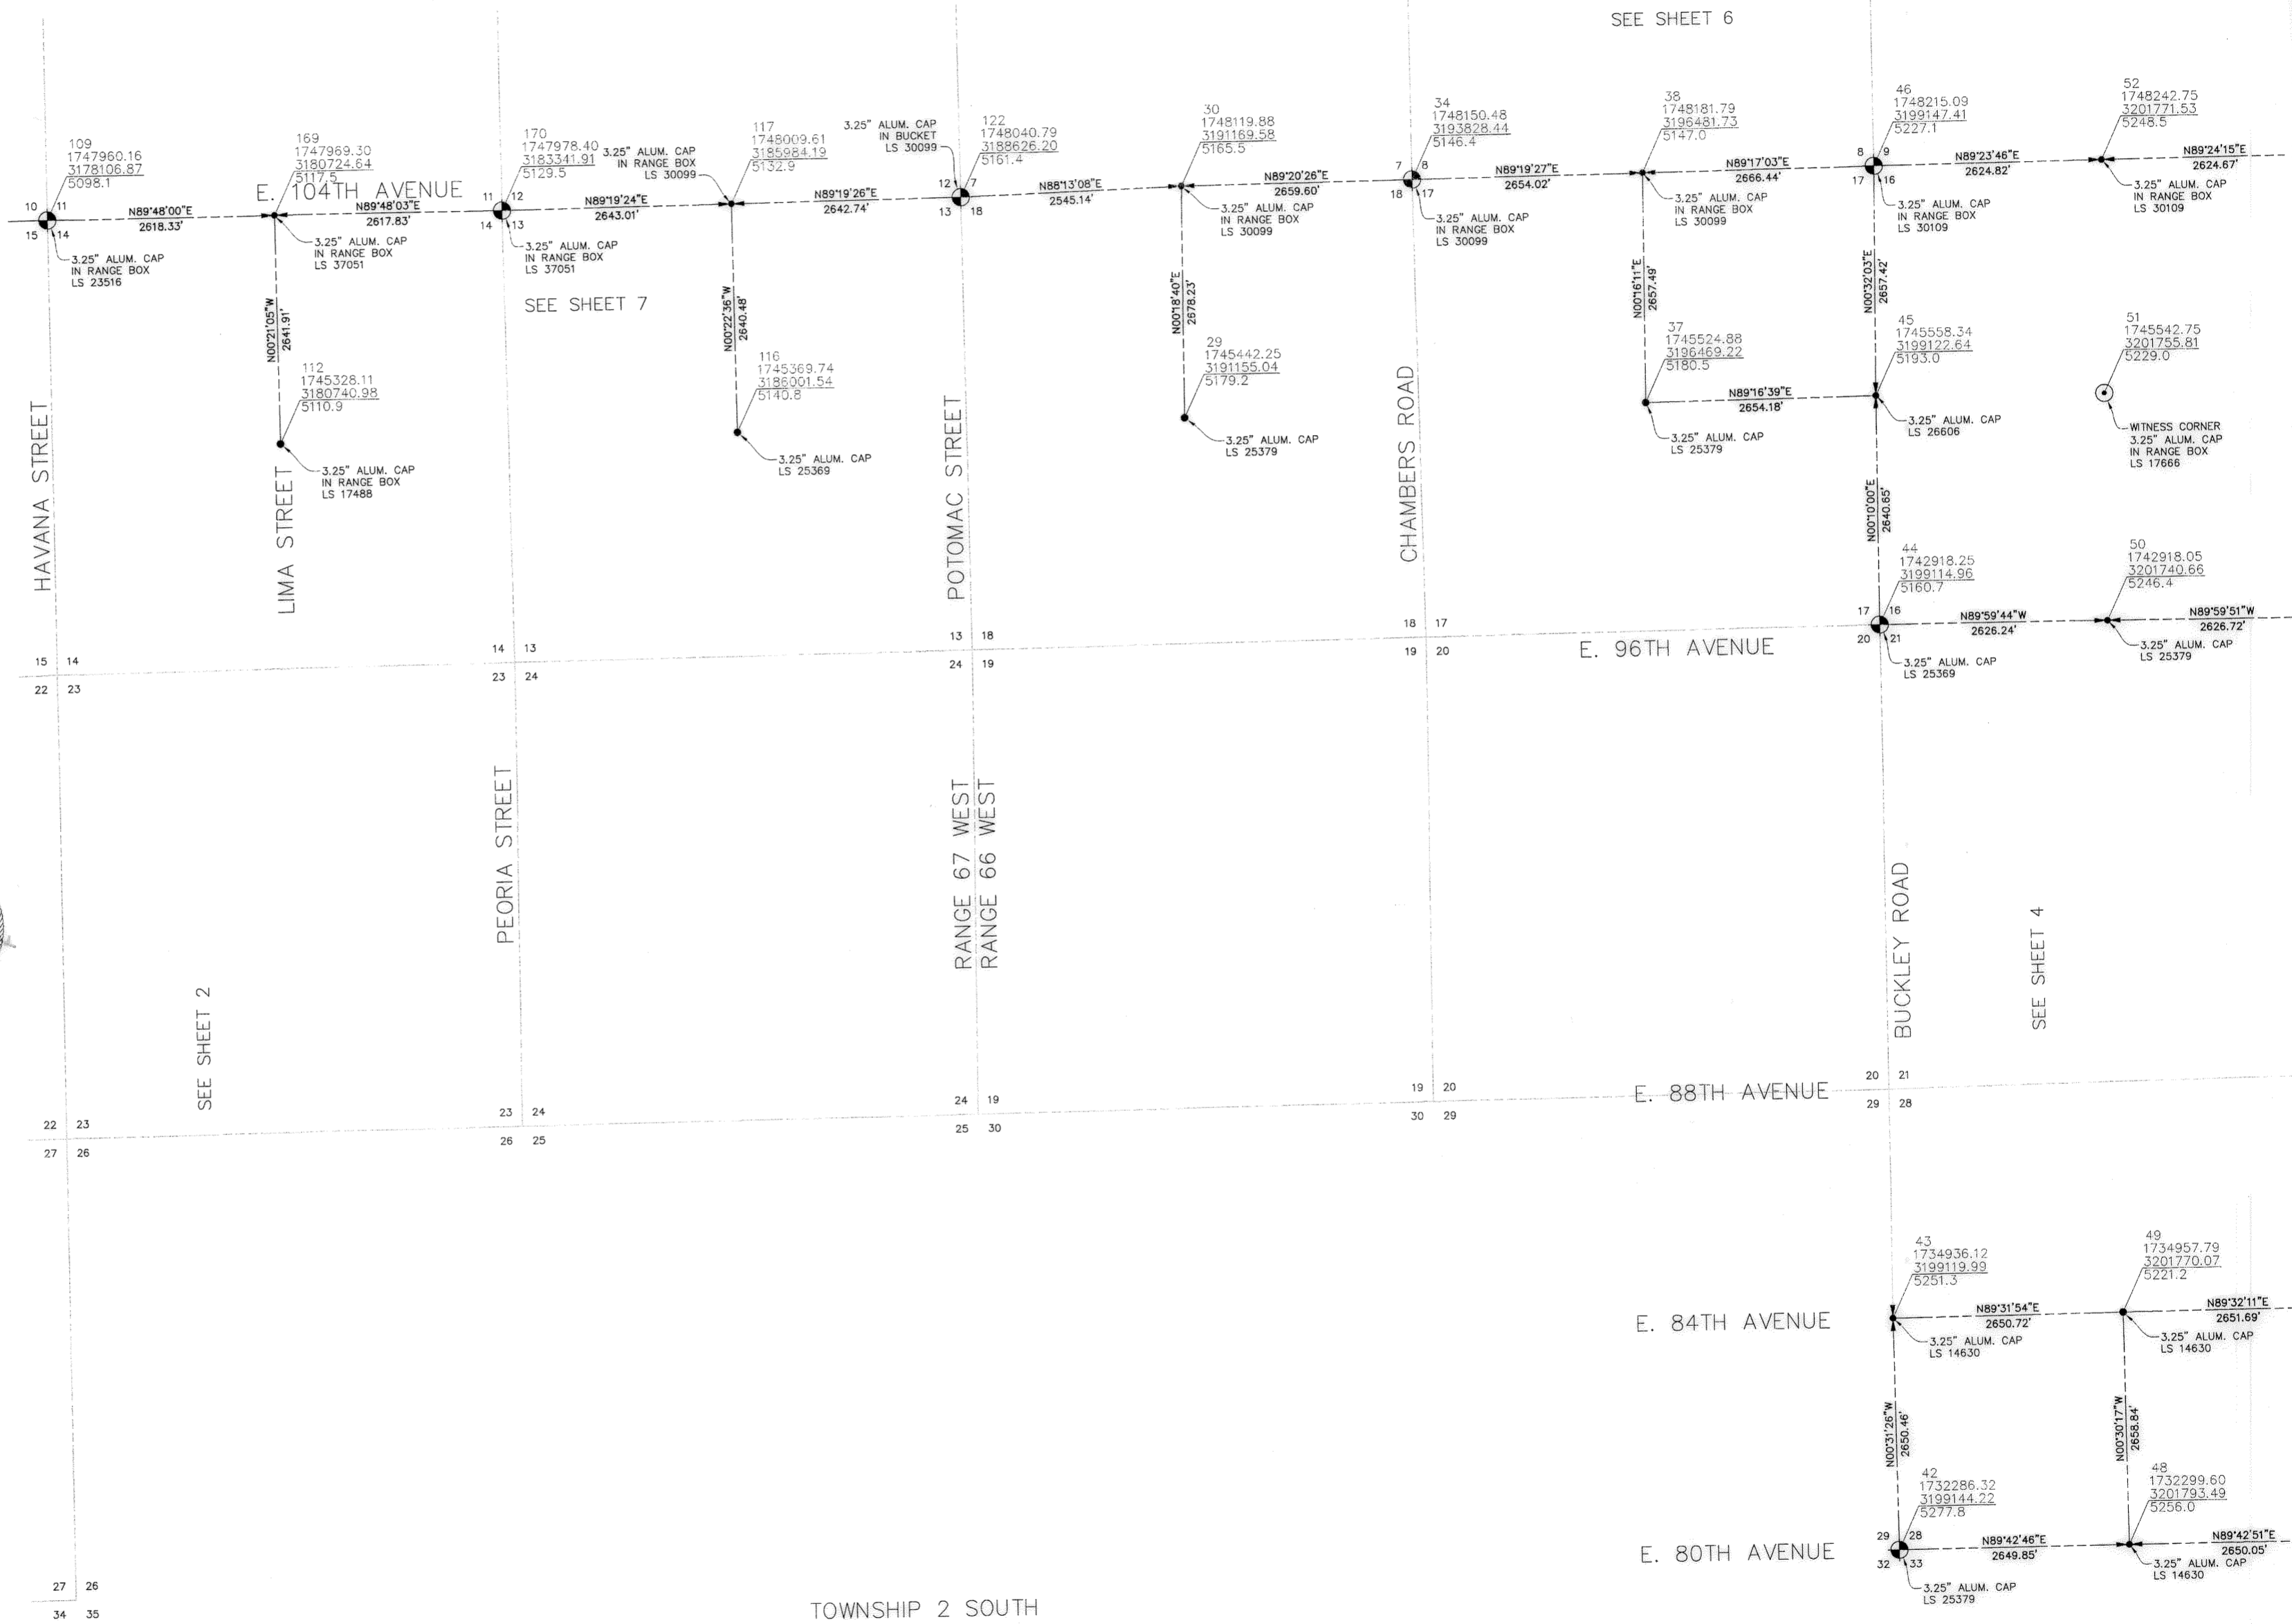 SEE SHEET 6
109
1747960.16
3178106.87
5098.1
169
1747969.30
3180724.64
5117.5
170
1747978.40
3183341.91
5129.5
3.25" ALUM. CAP
IN RANGE BOX
LS 30099
117
1748009.61
3185984.19
5132.9
3.25" ALUM. CAP
IN BUCKET
LS 30099
122
1748040.79
3188626.20
5161.4
30
1748119.88
3191169.58
5165.5
34
1748150.48
3193828.44
5146.4
38
1748181.79
3196481.73
5147.0
46
1748215.09
3199147.41
5227.1
52
1748242.75
3201771.53
5248.5
E. 104TH AVENUE
10 11
15 14
N89°48'00"E
2618.33'
N89°48'03"E
2617.83'
11 12
14 13
N89°19'24"E
2643.01'
N89°19'26"E
2642.74'
12 7
13 18
N88°13'08"E
2545.14'
N89°20'26"E
2659.60'
7 8
18 17
N89°19'27"E
2654.02'
N89°17'03"E
2666.44'
8 9
17 16
N89°23'46"E
2624.82'
N89°24'15"E
2624.67'
3.25" ALUM. CAP
IN RANGE BOX
LS 23516
3.25" ALUM. CAP
IN RANGE BOX
LS 37051
3.25" ALUM. CAP
IN RANGE BOX
LS 37051
3.25" ALUM. CAP
IN RANGE BOX
LS 30099
3.25" ALUM. CAP
IN RANGE BOX
LS 30099
3.25" ALUM. CAP
IN RANGE BOX
LS 30099
3.25" ALUM. CAP
IN RANGE BOX
LS 30109
3.25" ALUM. CAP
IN RANGE BOX
LS 30109
SEE SHEET 7
N00°21'05"W
2641.91'
N00°22'36"W
2640.48'
N00°18'40"E
2678.23'
N00°16'11"E
2657.49'
N00°32'03"E
2657.42'
112
1745328.11
3180740.98
5110.9
116
1745369.74
3186001.54
5140.8
29
1745442.25
3191155.04
5179.2
37
1745524.88
3196469.22
5180.5
45
1745558.34
3199122.64
5193.0
51
1745542.75
3201755.81
5229.0
N89°16'39"E
2654.18'
3.25" ALUM. CAP
IN RANGE BOX
LS 17488
3.25" ALUM. CAP
LS 25369
3.25" ALUM. CAP
LS 25379
3.25" ALUM. CAP
LS 25379
3.25" ALUM. CAP
LS 26606
WITNESS CORNER
3.25" ALUM. CAP
IN RANGE BOX
LS 17666
HAVANA STREET
LIMA STREET
POTOMAC STREET
CHAMBERS ROAD
N00°10'00"E
2640.65'
44
1742918.25
3199114.96
5160.7
50
1742918.05
3201740.66
5246.4
15 14
22 23
14 13
23 24
13 18
24 19
18 17
19 20
E. 96TH AVENUE
17 16
20 21
N89°59'44"W
2626.24'
N89°59'51"W
2626.72'
3.25" ALUM. CAP
LS 25369
3.25" ALUM. CAP
LS 25379
PEORIA STREET
RANGE 67 WEST
RANGE 66 WEST
BUCKLEY ROAD
SEE SHEET 2
SEE SHEET 4
22 23
27 26
23 24
26 25
24 19
25 30
19 20
30 29
E. 88TH AVENUE
20 21
29 28
43
1734936.12
3199119.99
5251.3
49
1734957.79
3201770.07
5221.2
E. 84TH AVENUE
N89°31'54"E
2650.72'
N89°32'11"E
2651.69'
3.25" ALUM. CAP
LS 14630
3.25" ALUM. CAP
LS 14630
N00°31'26"W
2650.46'
N00°30'17"W
2658.84'
42
1732286.32
3199144.22
5277.8
48
1732299.60
3201793.49
5256.0
E. 80TH AVENUE
29 28
32 33
N89°42'46"E
2649.85'
N89°42'51"E
2650.05'
3.25" ALUM. CAP
LS 25379
3.25" ALUM. CAP
LS 14630
27 26
34 35
TOWNSHIP 2 SOUTH